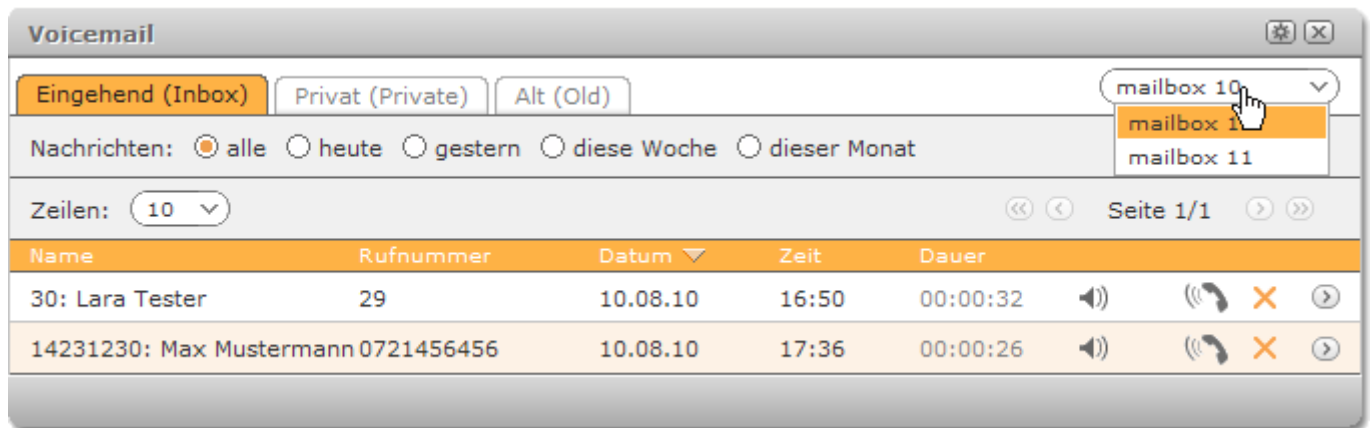 Voicemail
Eingehend (Inbox) Privat (Private) Alt (Old) mailbox 10
mailbox 1
Nachrichten: alle heute gestern diese Woche dieser Monat
mailbox 11
Zeilen: 10 Seite 1/1
Name Rufnummer Datum Zeit Dauer
30: Lara Tester 29 10.08.10 16:50 00:00:32
14231230: Max Mustermann 0721456456 10.08.10 17:36 00:00:26